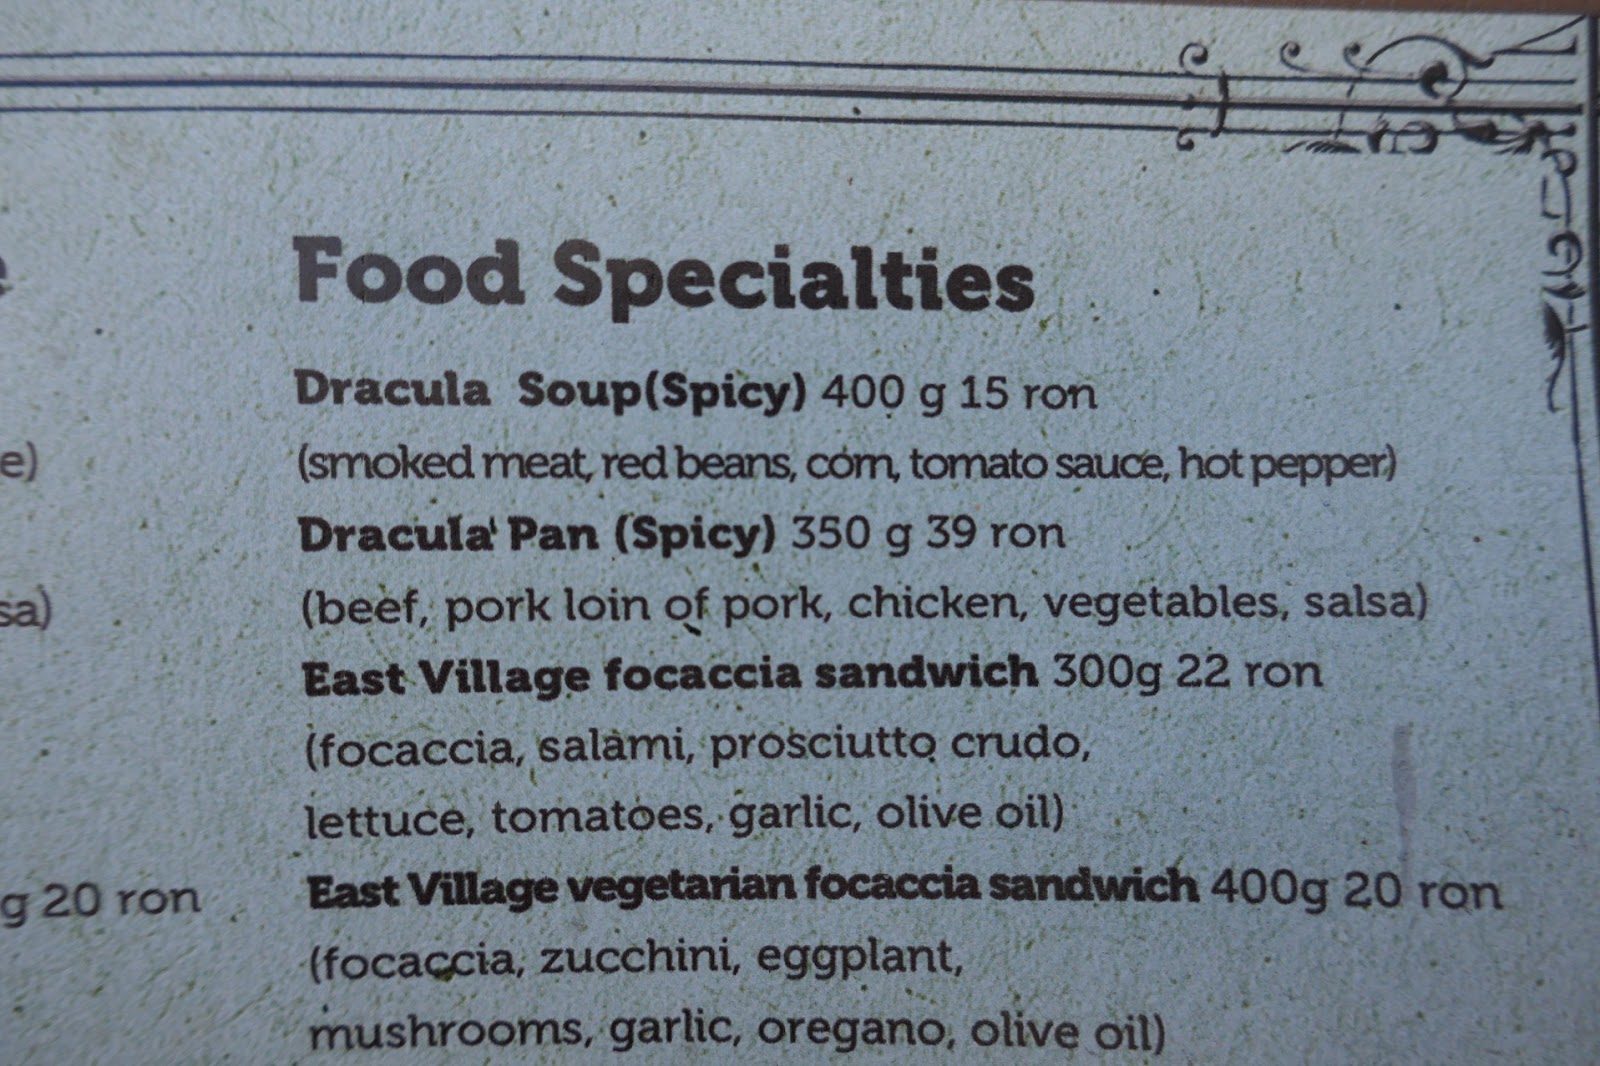 Food Specialties
Dracula Soup(Spicy) 400 g 15 ron
(smoked meat, red beans, corn, tomato sauce, hot pepper)
Dracula' Pan (Spicy) 350 g 39 ron
(beef, pork loin of pork, chicken, vegetables, salsa)
East Village focaccia sandwich 300g 22 ron
(focaccia, salami, prosciutto crudo,
lettuce, tomatoes, garlic, olive oil)
East Village vegetarian focaccia sandwich 400g 20 ron
(focaccia, zucchini, eggplant,
mushrooms, garlic, oregano, olive oil)
e)
sa)
g 20 ron